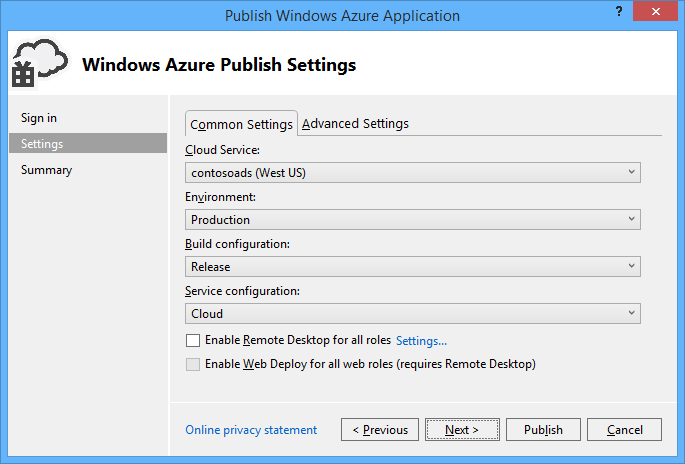 Publish Windows Azure Application
?
Windows Azure Publish Settings
Sign in
Settings
Summary
Common Settings
Advanced Settings
Cloud Service:
contosoads (West US)
Environment:
Production
Build configuration:
Release
Service configuration:
Cloud
Enable Remote Desktop for all roles Settings...
Enable Web Deploy for all web roles (requires Remote Desktop)
Online privacy statement
< Previous
Next >
Publish
Cancel